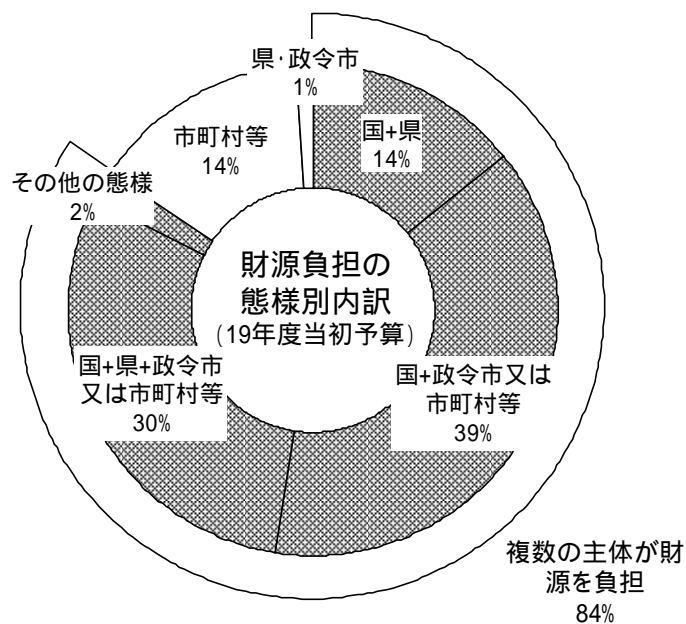 県・政令市
1%
国+県
14%
市町村等
14%
その他の態様
2%
財源負担の
態様別内訳
(19年度当初予算)
国+県+政令市
又は市町村等
30%
国+政令市又は
市町村等
39%
複数の主体が財
源を負担
84%